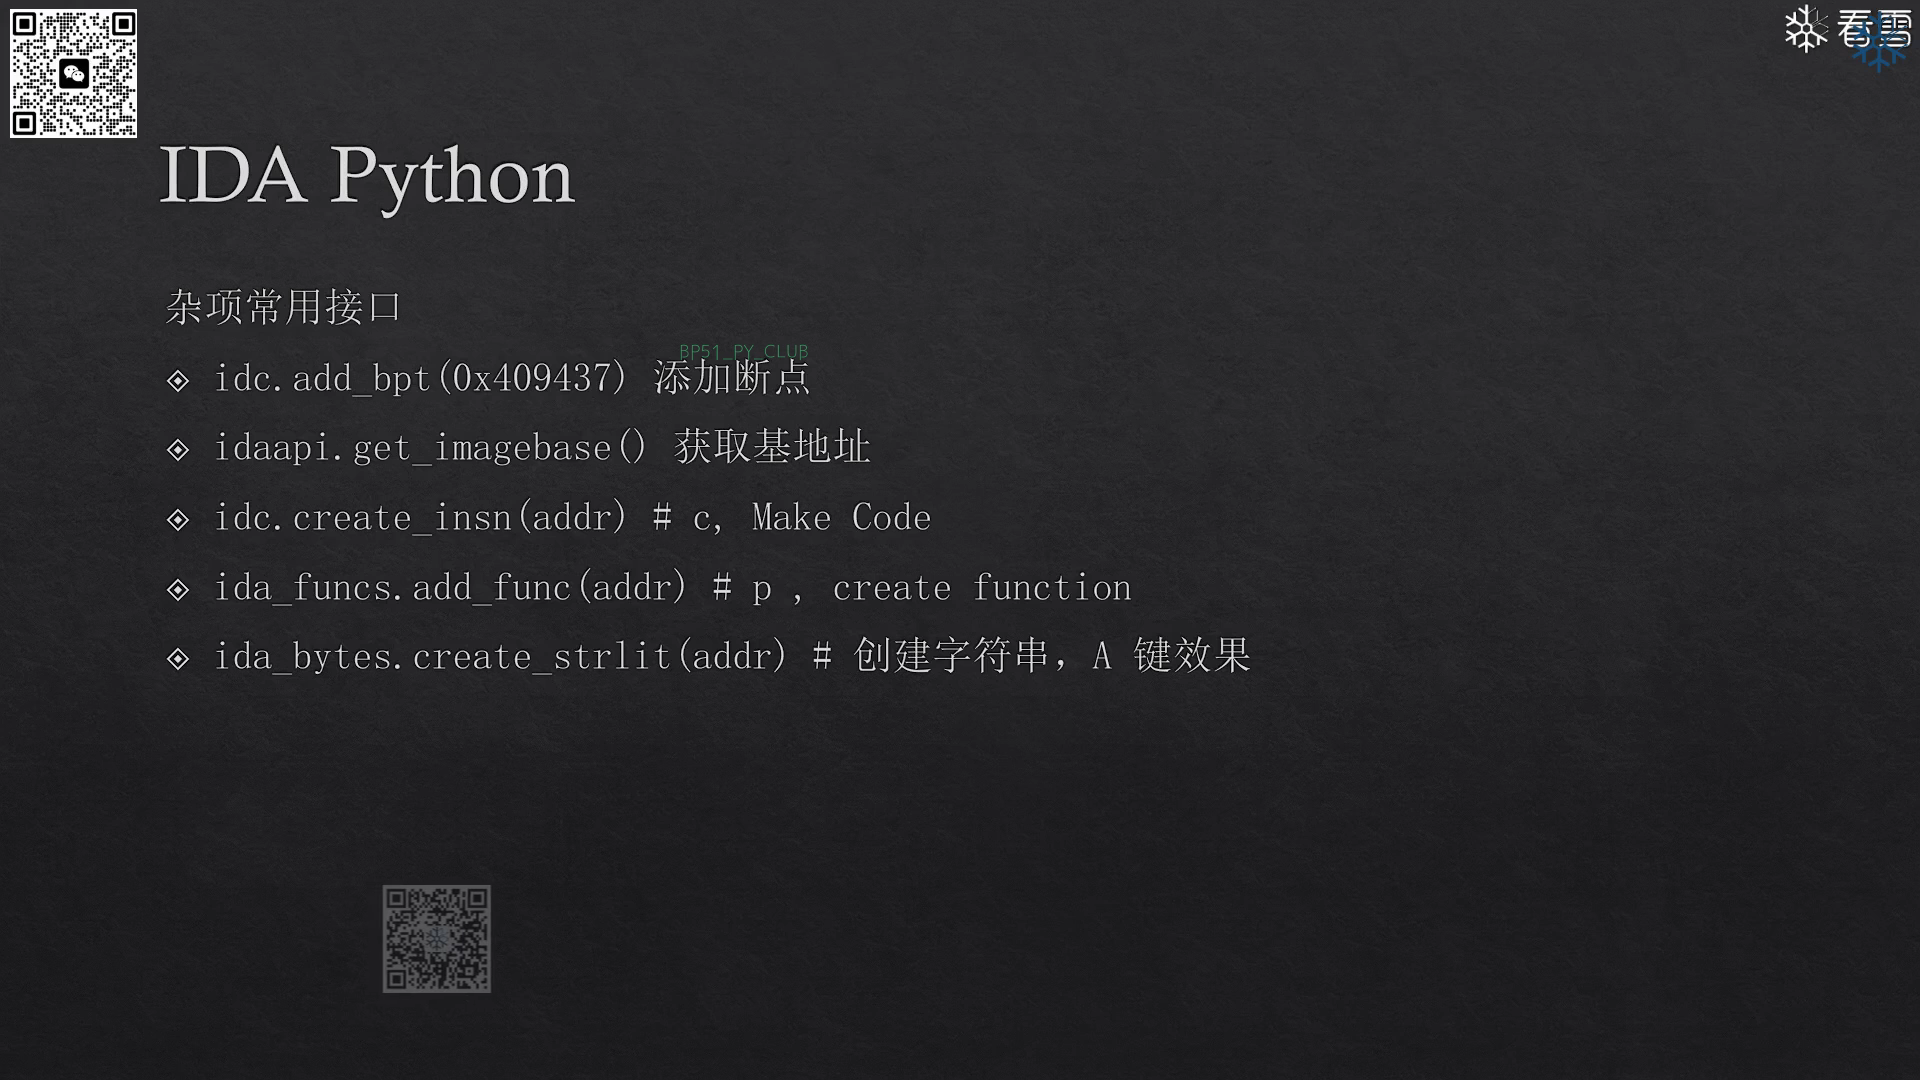 看雪
IDA Python
杂项常用接口
BP51_PY_CLUB
idc.add_bpt(0x409437) 添加断点
idaapi.get_imagebase() 获取基地址
idc.create_insn(addr) # c, Make Code
ida_funcs.add_func(addr) # p , create function
ida_bytes.create_strlit(addr) # 创建字符串，A 键效果